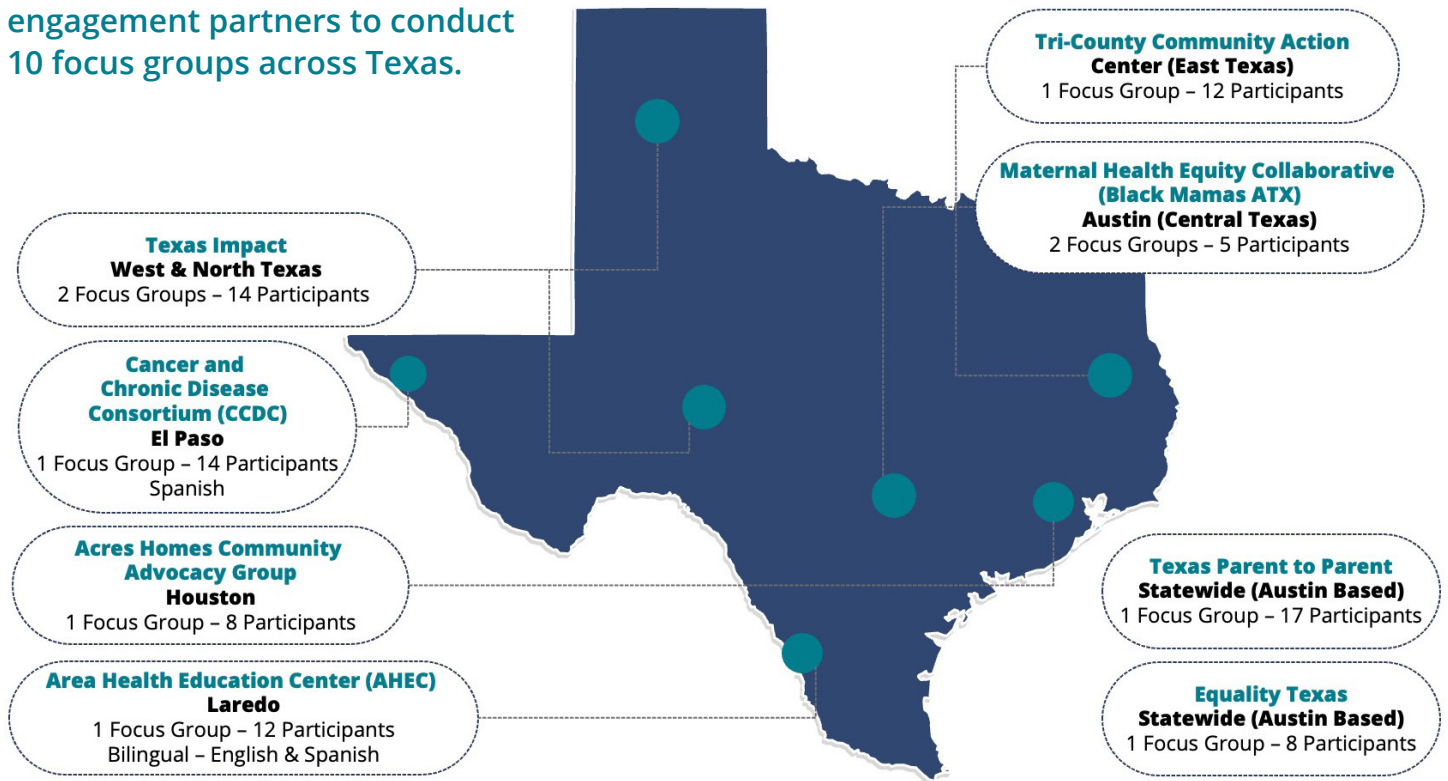 engagement partners to conduct
10 focus groups across Texas.
Tri-County Community Action
Center (East Texas)
1 Focus Group – 12 Participants
Maternal Health Equity Collaborative
(Black Mamas ATX)
Austin (Central Texas)
2 Focus Groups – 5 Participants
Texas Impact
West & North Texas
2 Focus Groups – 14 Participants
Cancer and
Chronic Disease
Consortium (CCDC)
El Paso
1 Focus Group – 14 Participants
Spanish
Acres Homes Community
Advocacy Group
Houston
1 Focus Group – 8 Participants
Area Health Education Center (AHEC)
Laredo
1 Focus Group – 12 Participants
Bilingual – English & Spanish
Texas Parent to Parent
Statewide (Austin Based)
1 Focus Group – 17 Participants
Equality Texas
Statewide (Austin Based)
1 Focus Group – 8 Participants